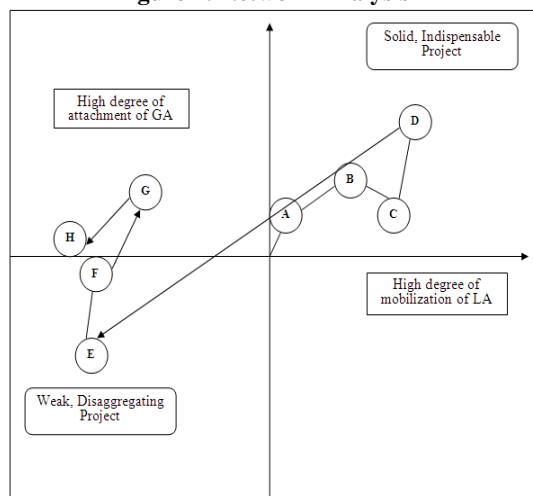 Solid, Indispensable
Project
High degree of
attachment of GA
D
B
G
A
C
H
F
High degree of
mobilization of LA
E
Weak, Disaggregating
Project